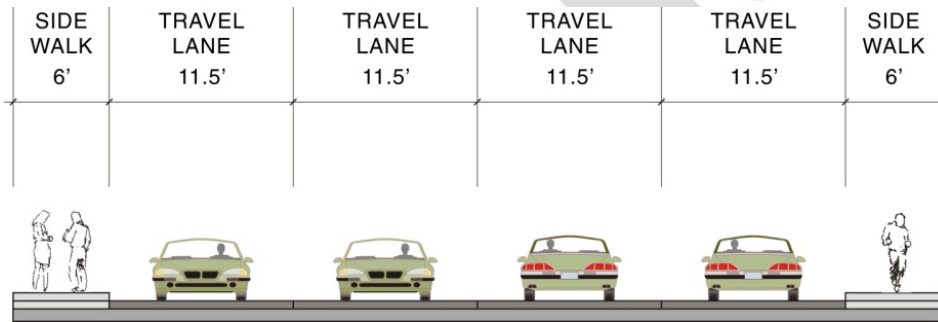 SIDE
WALK
6’
TRAVEL
LANE
11.5’
TRAVEL
LANE
11.5’
TRAVEL
LANE
11.5’
TRAVEL
LANE
11.5’
SIDE
WALK
6’